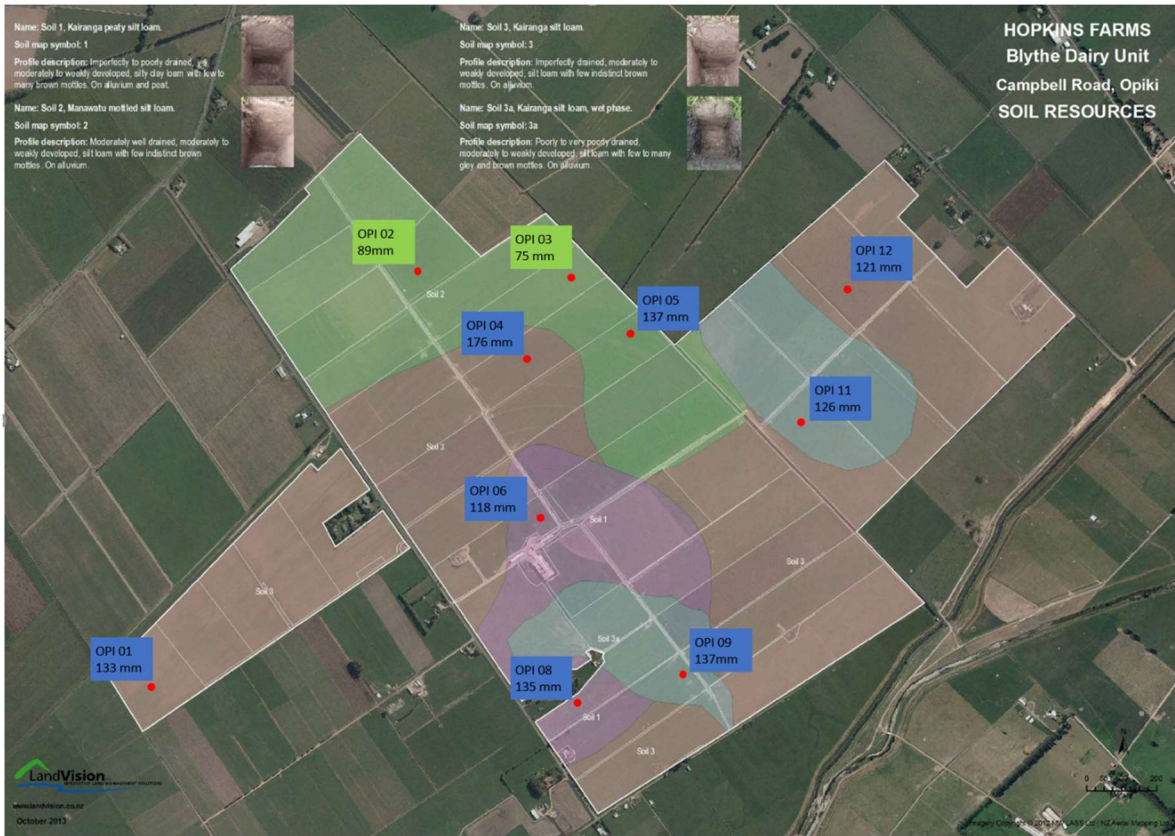 Name: Soil 1, Kairanga peaty silt loam.
Soil map symbol: 1
Profile description: Imperfectly to poorly drained,
moderately to weakly developed, silty clay loam with few to
many brown mottles. On alluvium and peat.
Name: Soil 2, Manawatu mottled silt loam.
Soil map symbol: 2
Profile description: Moderately well drained, moderately to
weakly developed, silt loam with few indistinct brown
mottles. On alluvium.
Name: Soil 3, Kairanga silt loam.
Soil map symbol: 3
Profile description: Imperfectly drained, moderately to
weakly developed, silt loam with few indistinct brown
mottles. On alluvium.
Name: Soil 3a, Kairanga silt loam, wet phase.
Soil map symbol: 3a
Profile description: Poorly to very poorly drained,
moderately to weakly developed, silt loam with few to many
gley and brown mottles. On alluvium.
HOPKINS FARMS
Blythe Dairy Unit
Campbell Road, Opiki
SOIL RESOURCES
OPI 02
89mm
OPI 03
75 mm
OPI 12
121 mm
Soil 2
OPI 05
137 mm
OPI 04
176 mm
OPI 11
126 mm
Soil 3
OPI 06
118 mm
Soil 1
Soil 3
Soil 3
Soil 3a
OPI 01
133 mm
OPI 09
137mm
OPI 08
135 mm
Soil 1
Soil 3
LandVision
www.landvision.co.nz
October 2013
N
0
200